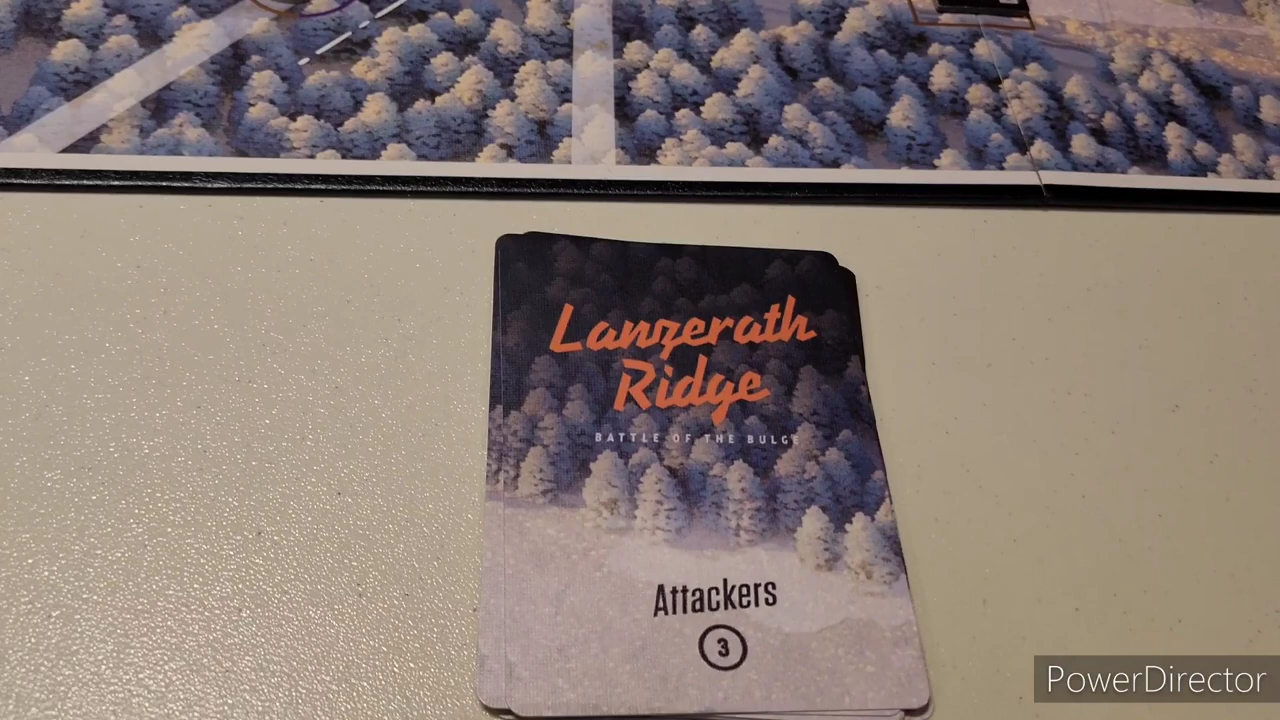 Lanzerath
Ridge
BATTLE OF THE BULGE
Attackers
3
PowerDirector